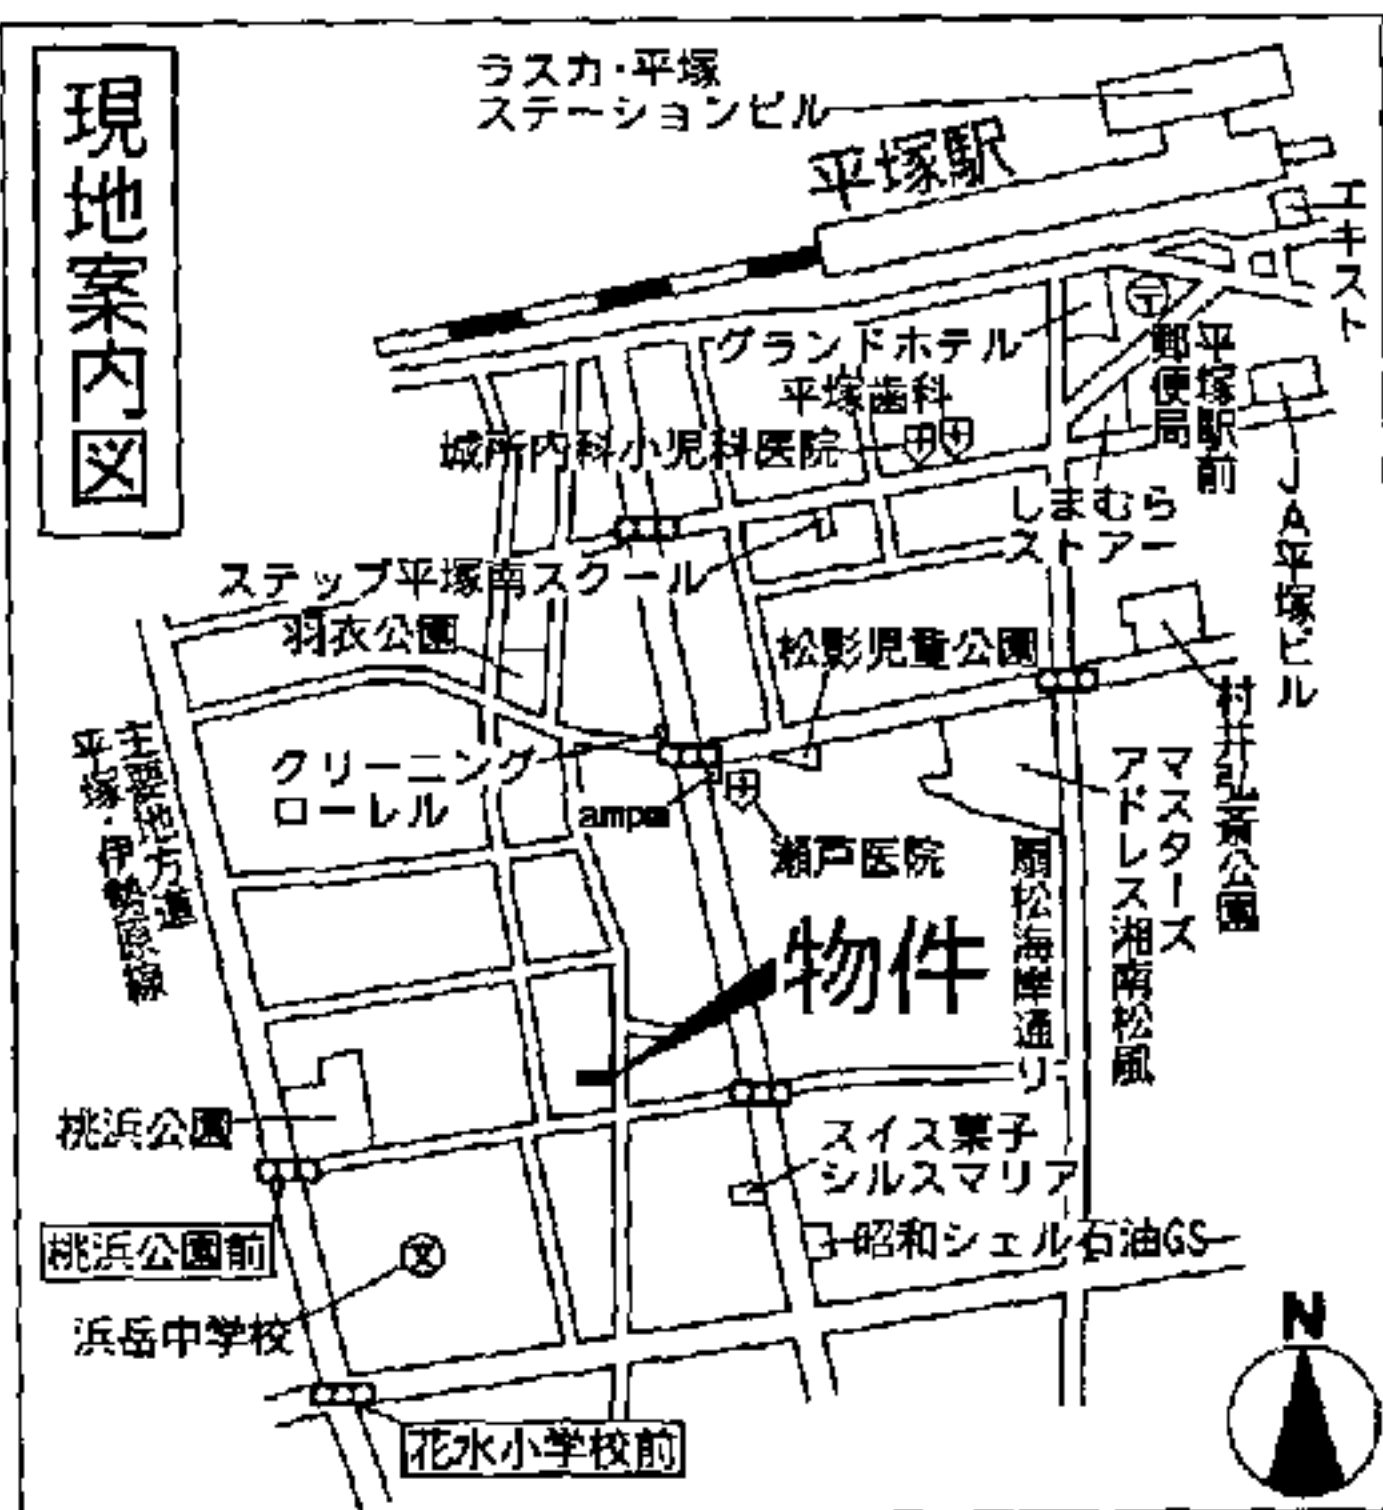 現地案内図
ラスカ・平塚
ステーションビル
平塚駅
エキスト
グランドホテル
平塚駅前
郵便局
平塚歯科
城所内科小児科医院
しまむら
ストアー
JA平塚ビル
ステップ平塚南スクール
羽衣公園
松影児童公園
村井弦斎公園
主要地方道
平塚・伊勢原線
クリーニング
ローレル
ampm
瀬戸医院
マスターズ
アドレス湘南松風
扇松海岸通り
物件
桃浜公園
スイス菓子
シルスマリア
桃浜公園前
昭和シェル石油GS
浜岳中学校
文
花水小学校前
N